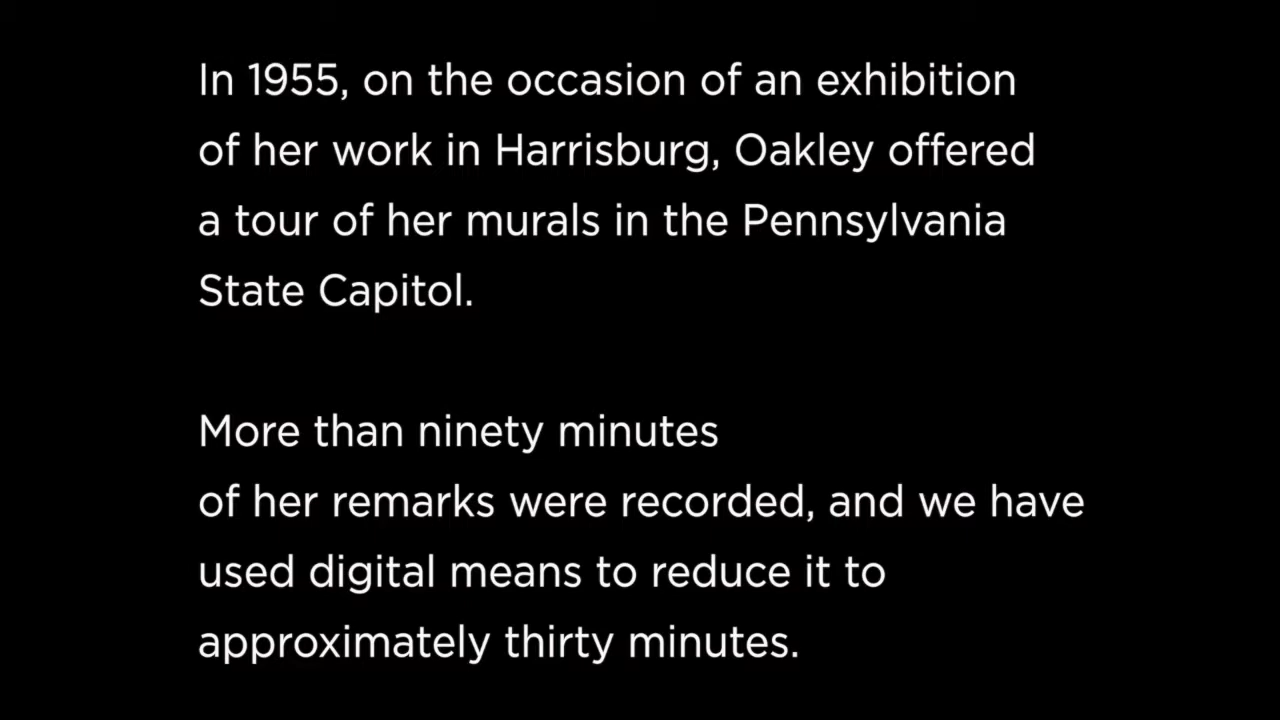 In 1955, on the occasion of an exhibition
of her work in Harrisburg, Oakley offered
a tour of her murals in the Pennsylvania
State Capitol.
More than ninety minutes
of her remarks were recorded, and we have
used digital means to reduce it to
approximately thirty minutes.